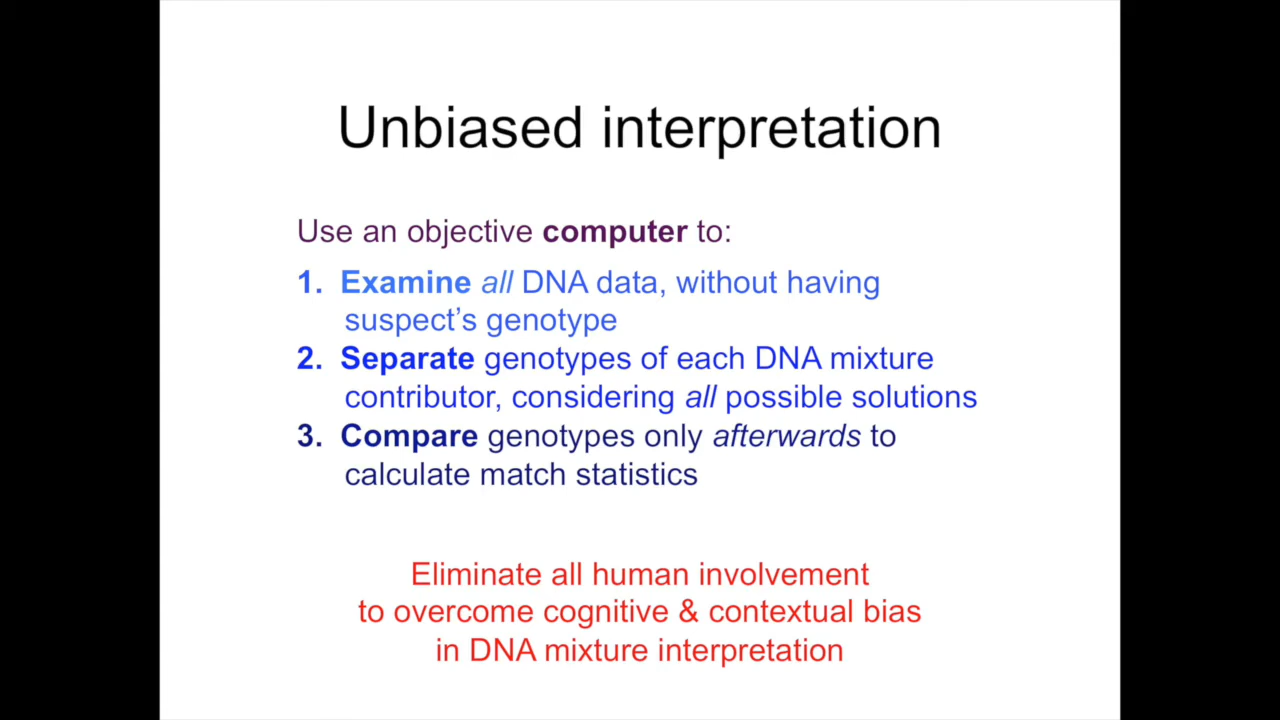 Unbiased interpretation
Use an objective computer to:
1. Examine all DNA data, without having
suspect’s genotype
2. Separate genotypes of each DNA mixture
contributor, considering all possible solutions
3. Compare genotypes only afterwards to
calculate match statistics
Eliminate all human involvement
to overcome cognitive & contextual bias
in DNA mixture interpretation